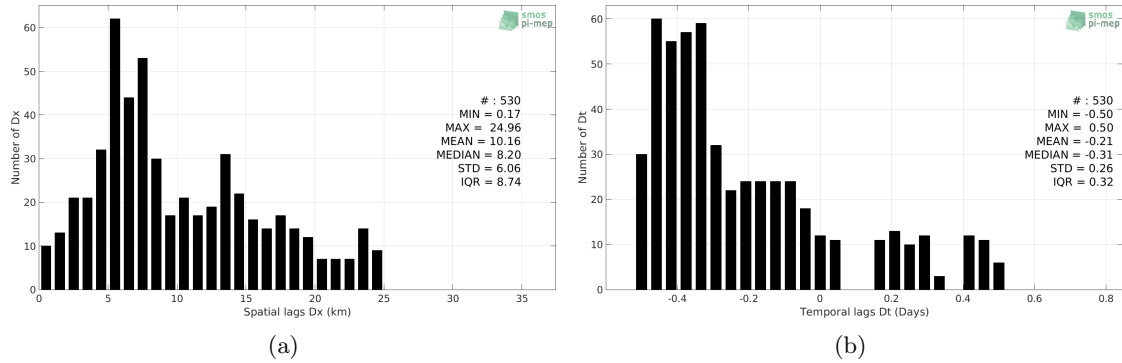 smos
pi-mep
Number of Dx
60
50
40
30
20
10
0
# : 530
MIN = 0.17
MAX = 24.96
MEAN = 10.16
MEDIAN = 8.20
STD = 6.06
IQR = 8.74
0 5 10 15 20 25 30 35
Spatial lags Dx (km)
(a)
smos
pi-mep
Number of Dt
60
50
40
30
20
10
0
# : 530
MIN = -0.50
MAX = 0.50
MEAN = -0.21
MEDIAN = -0.31
STD = 0.26
IQR = 0.32
-0.4 -0.2 0 0.2 0.4 0.6 0.8
Temporal lags Dt (Days)
(b)